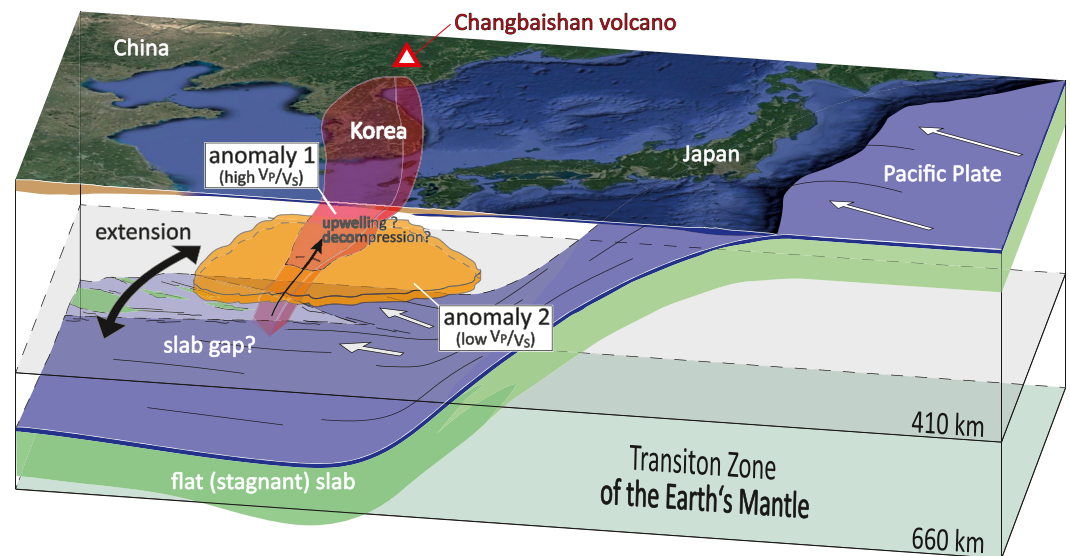 Changbaishan volcano
China
Korea
anomaly 1
(high VP/VS)
Japan
Pacific Plate
upwelling ?
decompression?
extension
anomaly 2
(low VP/VS)
slab gap?
410 km
Transiton Zone
of the Earth‘s Mantle
flat (stagnant) slab
660 km